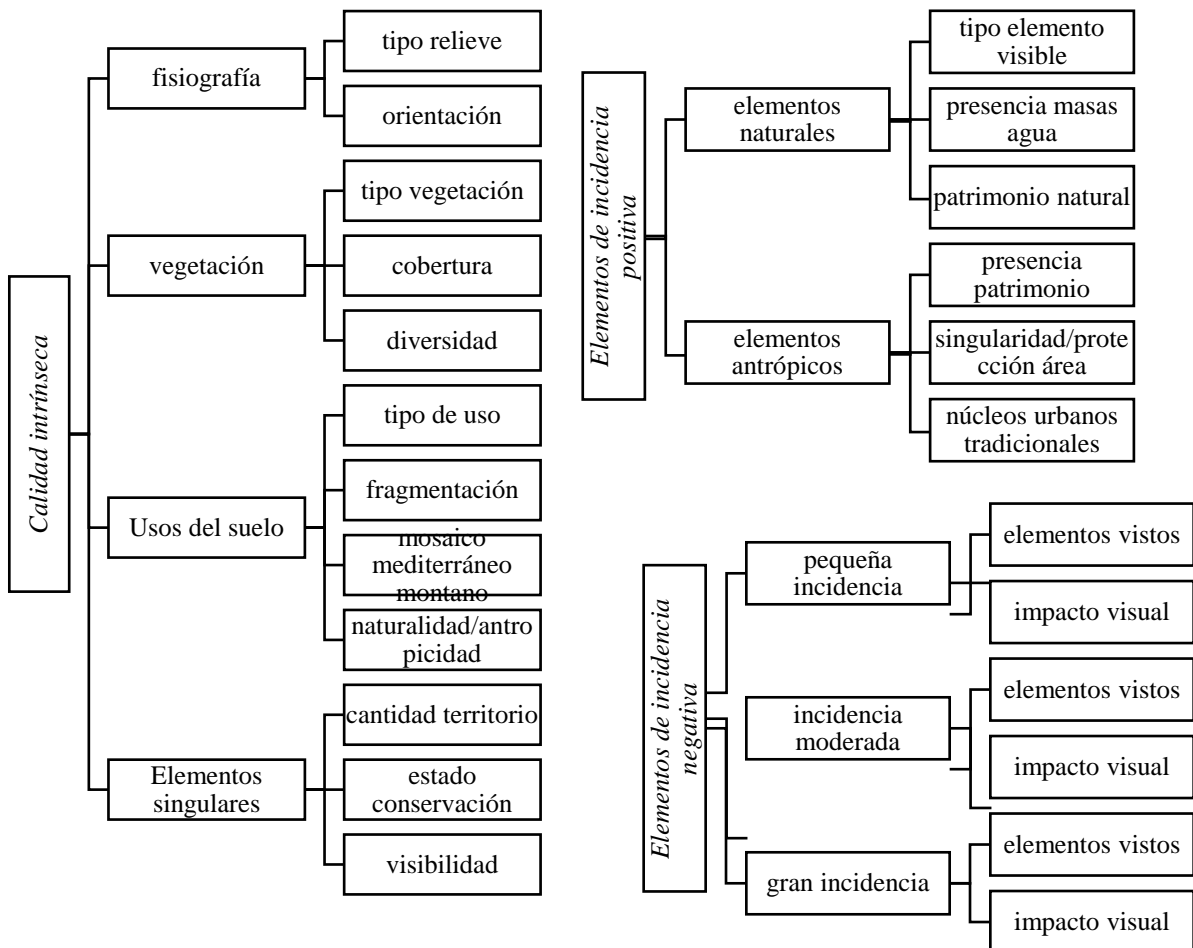 Calidad intrínseca
fisiografía
tipo relieve
orientación
vegetación
tipo vegetación
cobertura
diversidad
Usos del suelo
tipo de uso
fragmentación
mosaico
mediterráneo
montano
naturalidad/antro
picidad
Elementos
singulares
cantidad territorio
estado
conservación
visibilidad
Elementos de incidencia
positiva
elementos
naturales
tipo elemento
visible
presencia masas
agua
patrimonio natural
elementos
antrópicos
presencia
patrimonio
singularidad/prote
cción área
núcleos urbanos
tradicionales
Elementos de incidencia
negativa
pequeña
incidencia
elementos vistos
impacto visual
incidencia
moderada
elementos vistos
impacto visual
gran incidencia
elementos vistos
impacto visual